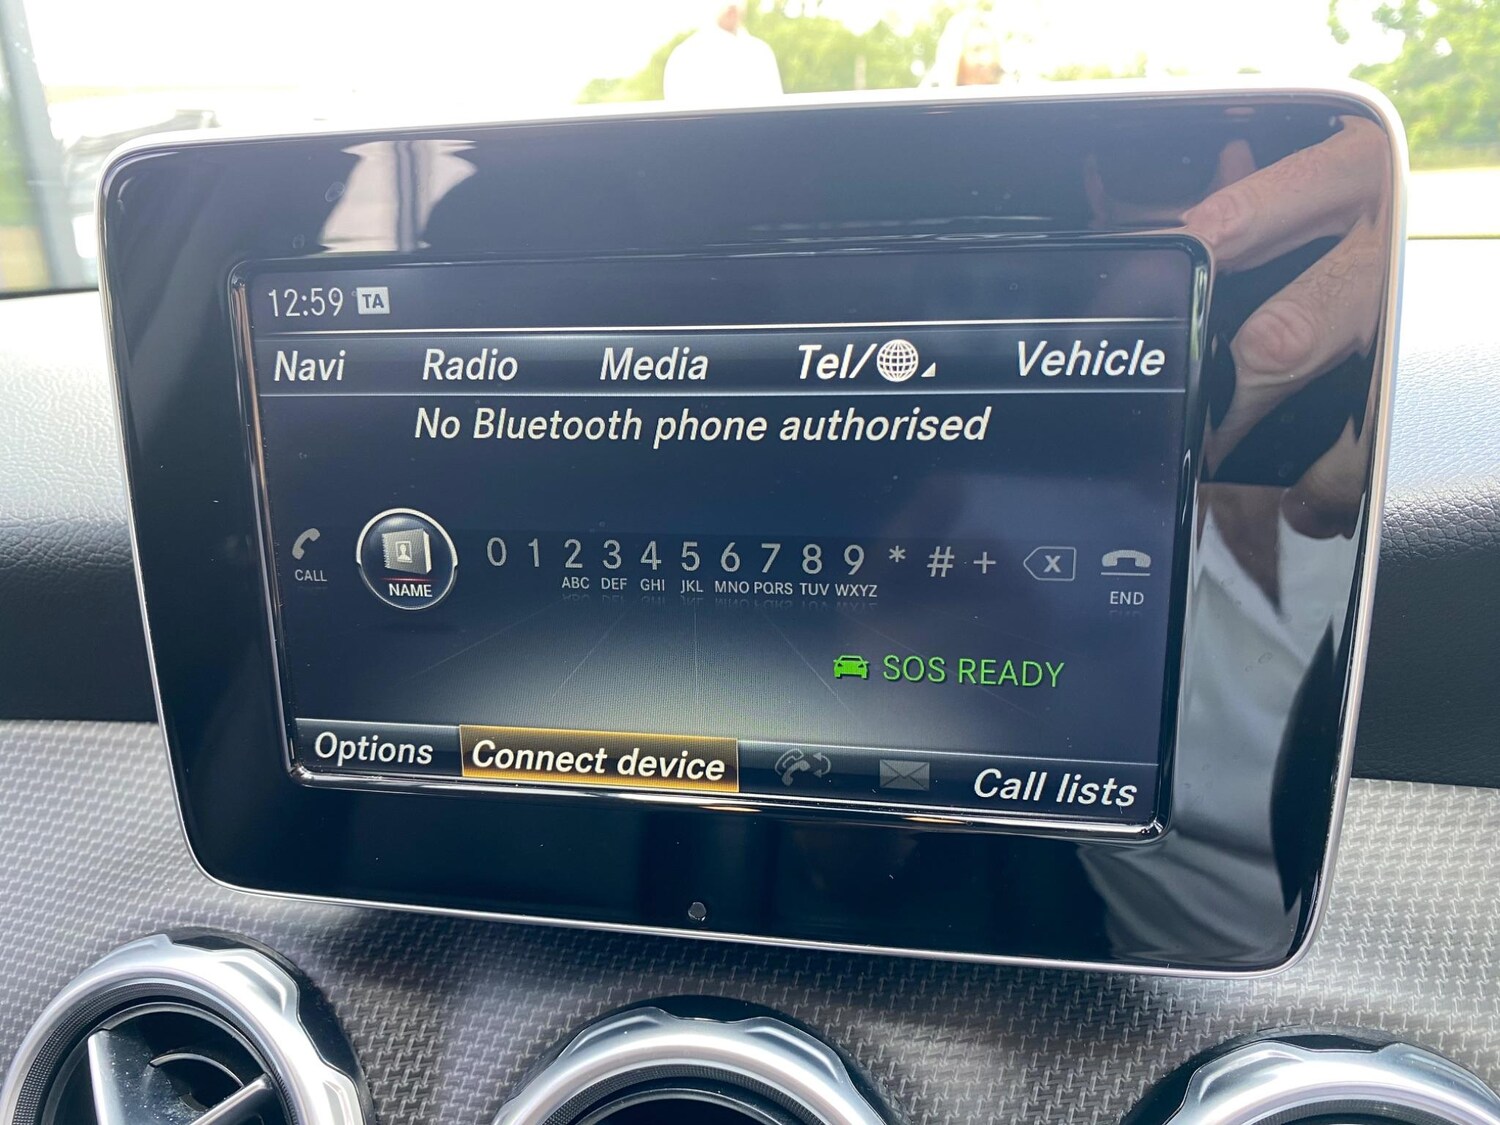 12:59 TA
Navi Radio Media Tel/ Vehicle
No Bluetooth phone authorised
CALL NAME 0 1 2 3 4 5 6 7 8 9 * # + X END
ABC DEF GHI JKL MNO PQRS TUV WXYZ
SOS READY
Options Connect device Call lists